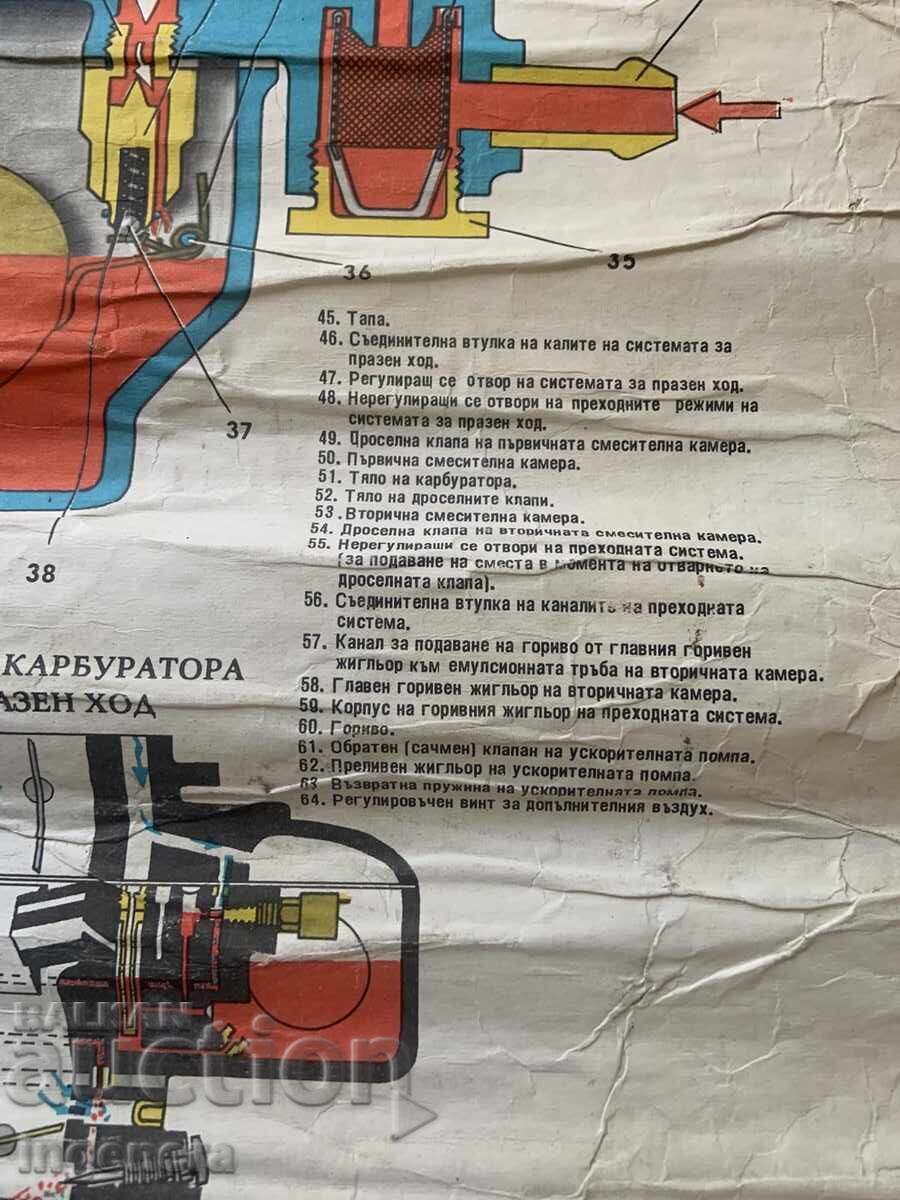 36
35
37
38
45. Тапа.
46. Съединителна втулка на калите на системата за
празен ход.
47. Регулиращ се отвор на системата за празен ход.
48. Нерегулиращи се отвори на преходните режими на
системата за празен ход.
49. Дроселна клапа на първичната смесителна камера.
50. Първична смесителна камера.
51. Тяло на карбуратора.
52. Тяло на дроселните клапи.
53. Вторична смесителна камера.
54. Дроселна клапа на вторичната смесителна камера.
55. Нерегулиращи се отвори на преходната система.
(за подаване на сместа в момента на отварнето на
дроселната клапа).
56. Съединителна втулка на каналите на преходната
система.
57. Канал за подаване на гориво от главния горивен
жигльор към емулсионната тръба на вторичната камера.
58. Главен горивен жигльор на вторичната камера.
59. Корпус на горивния жигльор на преходната система.
60. Гориво.
61. Обратен (сачмен) клапан на ускорителната помпа.
62. Преливен жигльор на ускорителната помпа.
63 Възвратна пружина на ускорителната помпа.
64. Регулировъчен винт за допълнителния въздух.
КАРБУРАТОРА
АЗЕН ХОД
BALKAN
auction
ingenera